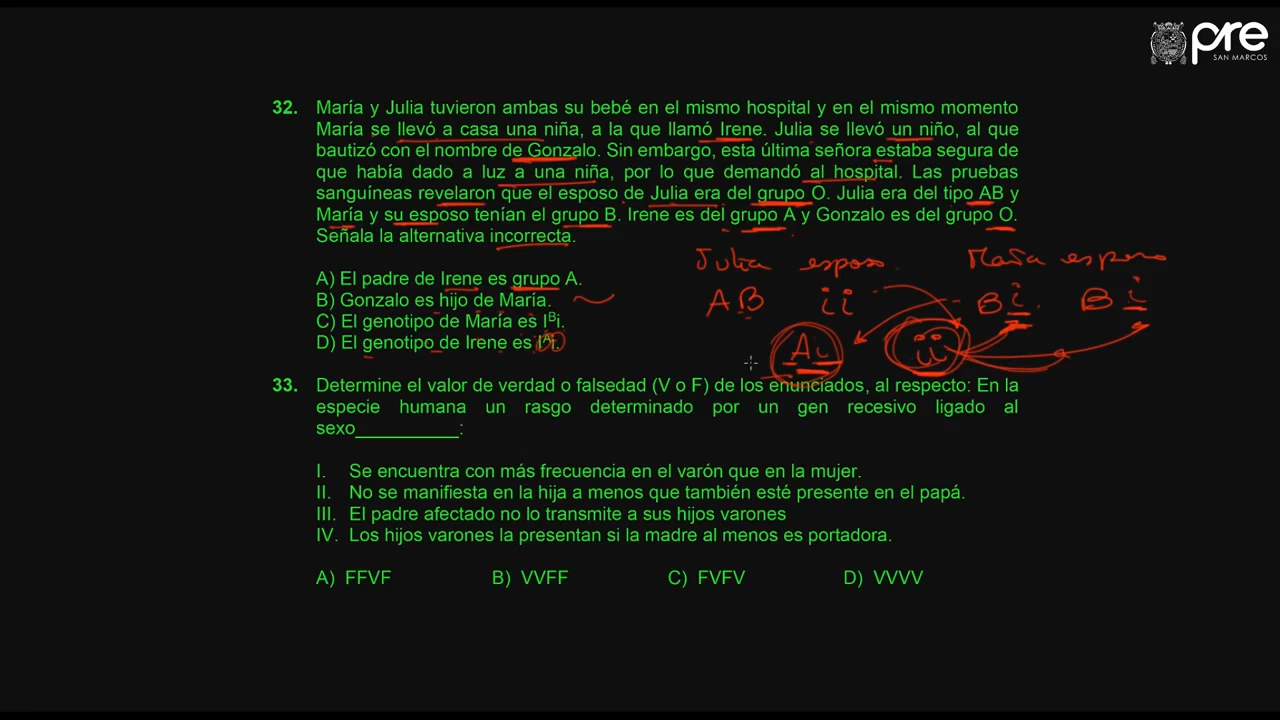 pre
SAN MARCOS
32. María y Julia tuvieron ambas su bebé en el mismo hospital y en el mismo momento
María se llevó a casa una niña, a la que llamó Irene. Julia se llevó un niño, al que
bautizó con el nombre de Gonzalo. Sin embargo, esta última señora estaba segura de
que había dado a luz a una niña, por lo que demandó al hospital. Las pruebas
sanguíneas revelaron que el esposo de Julia era del grupo O. Julia era del tipo AB y
María y su esposo tenían el grupo B. Irene es del grupo A y Gonzalo es del grupo O.
Señala la alternativa incorrecta.
Julia esposo María esposo
A) El padre de Irene es grupo A.
B) Gonzalo es hijo de María.
AB ii Bi Bi
C) El genotipo de María es Iᴮi.
D) El genotipo de Irene es Iᴬi.
Ai ii
33. Determine el valor de verdad o falsedad (V o F) de los enunciados, al respecto: En la
especie humana un rasgo determinado por un gen recesivo ligado al
sexo__________:
I. Se encuentra con más frecuencia en el varón que en la mujer.
II. No se manifiesta en la hija a menos que también esté presente en el papá.
III. El padre afectado no lo transmite a sus hijos varones
IV. Los hijos varones la presentan si la madre al menos es portadora.
A) FFVF B) VVFF C) FVFV D) VVVV